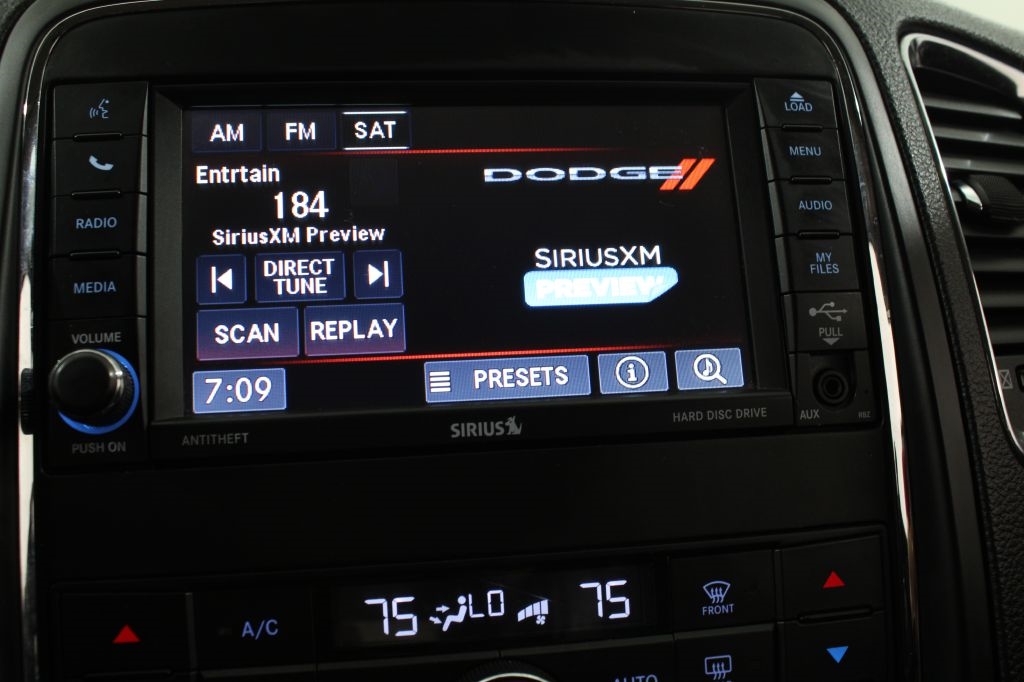 LOAD
AM FM SAT
MENU
Entrtain
DODGE
184
AUDIO
RADIO
SiriusXM Preview
SIRIUSXM
MY
FILES
DIRECT
TUNE
PREVIEW
MEDIA
SCAN REPLAY
PULL
VOLUME
7:09
PRESETS
i
PUSH ON
ANTITHEFT
SIRIUS
HARD DISC DRIVE
AUX
RBZ
75 LO 75
FRONT
A/C
AUTO